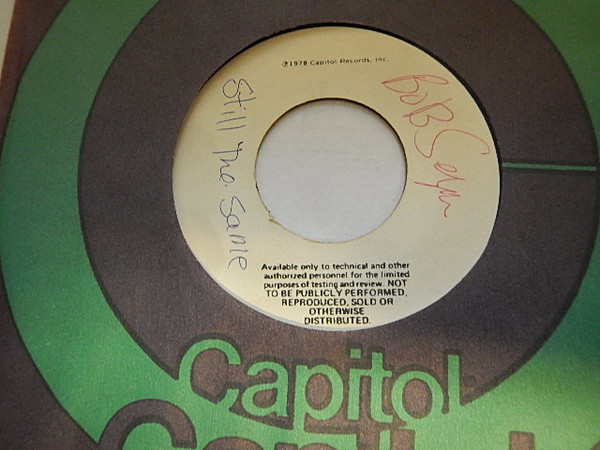 ℗1978 Capitol Records, Inc.
Still The Same
BoB Seger
Available only to technical and other
authorized personnel for the limited
purposes of testing and review. NOT
TO BE PUBLICLY PERFORMED,
REPRODUCED, SOLD OR
OTHERWISE
DISTRIBUTED.
Capitol
Capitol